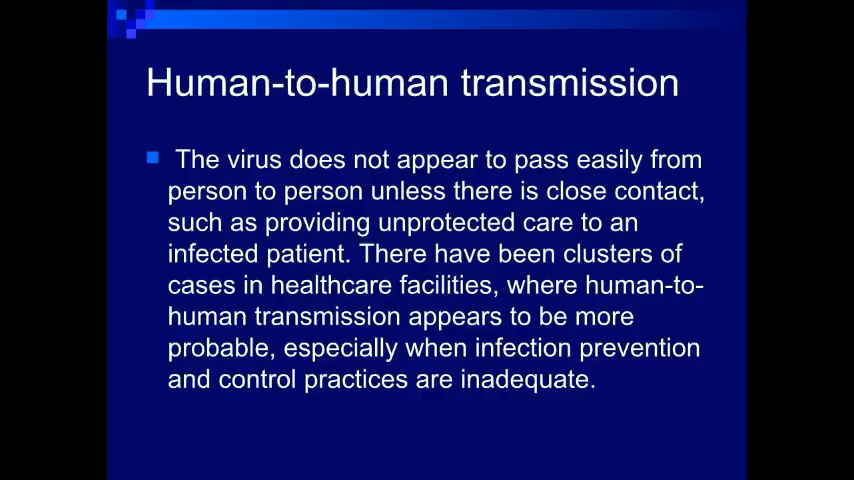 Human-to-human transmission
The virus does not appear to pass easily from
person to person unless there is close contact,
such as providing unprotected care to an
infected patient. There have been clusters of
cases in healthcare facilities, where human-to-
human transmission appears to be more
probable, especially when infection prevention
and control practices are inadequate.